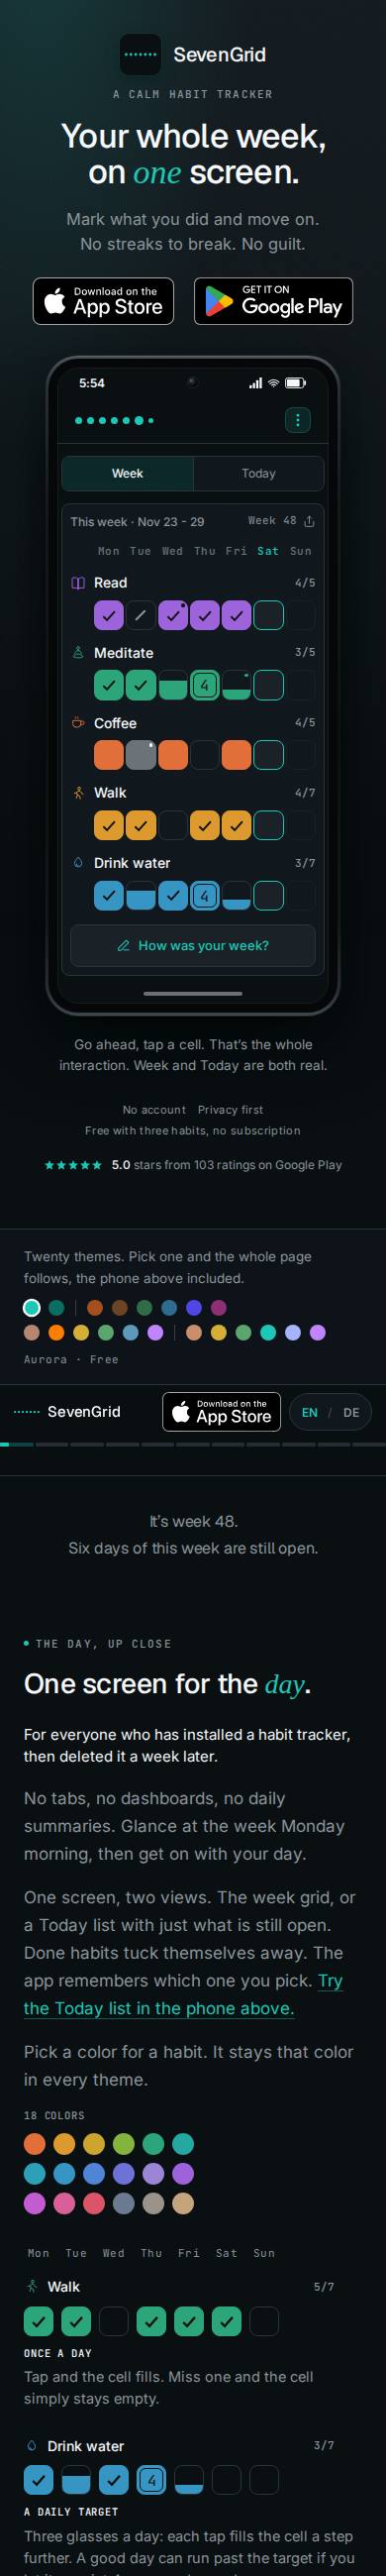 SevenGrid
A CALM HABIT TRACKER
Your whole week,
on one screen.
Mark what you did and move on.
No streaks to break. No guilt.
Download on the
App Store
GET IT ON
Google Play
5:54
Week
Today
This week · Nov 23 - 29
Week 48
Mon Tue Wed Thu Fri Sat Sun
Read
4/5
Meditate
3/5
4
Coffee
4/5
Walk
4/7
Drink water
3/7
4
How was your week?
Go ahead, tap a cell. That's the whole
interaction. Week and Today are both real.
No account Privacy first
Free with three habits, no subscription
★★★★★ 5.0 stars from 103 ratings on Google Play
Twenty themes. Pick one and the whole page
follows, the phone above included.
Aurora · Free
SevenGrid
Download on the
App Store
EN / DE
It's week 48.
Six days of this week are still open.
THE DAY, UP CLOSE
One screen for the day.
For everyone who has installed a habit tracker,
then deleted it a week later.
No tabs, no dashboards, no daily
summaries. Glance at the week Monday
morning, then get on with your day.
One screen, two views. The week grid, or
a Today list with just what is still open.
Done habits tuck themselves away. The
app remembers which one you pick. Try
the Today list in the phone above.
Pick a color for a habit. It stays that color
in every theme.
18 COLORS
Mon Tue Wed Thu Fri Sat Sun
Walk
5/7
ONCE A DAY
Tap and the cell fills. Miss one and the cell
simply stays empty.
Drink water
3/7
4
A DAILY TARGET
Three glasses a day: each tap fills the cell a step
further. A good day can run past the target if you